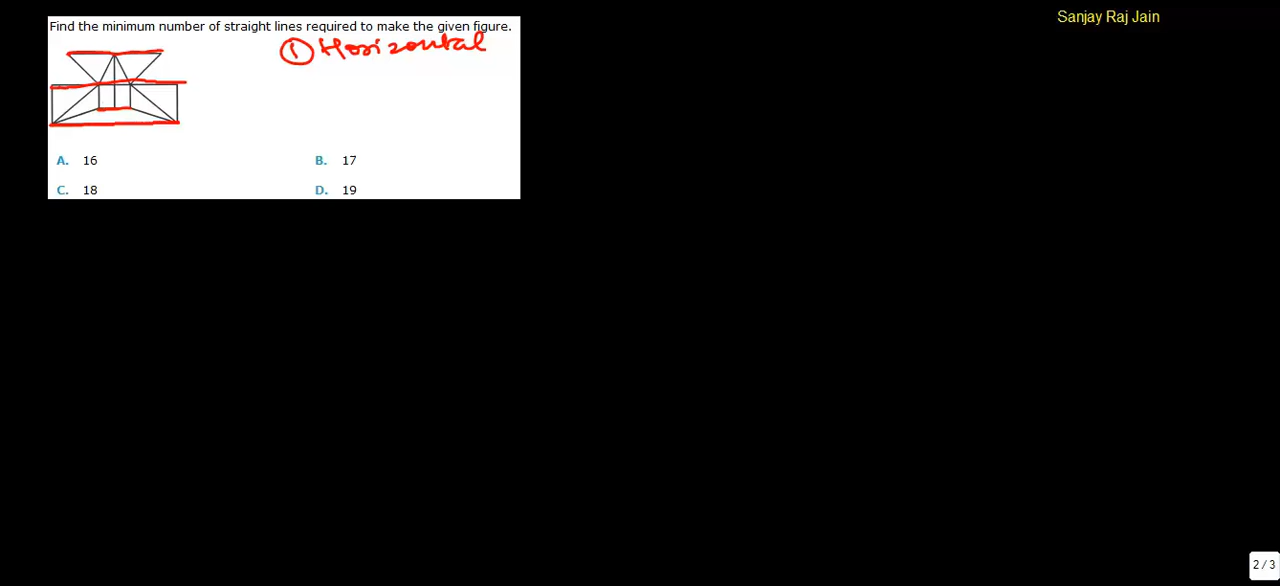 Sanjay Raj Jain
Find the minimum number of straight lines required to make the given figure.
① Horizontal
A. 16
B. 17
C. 18
D. 19
2 / 3